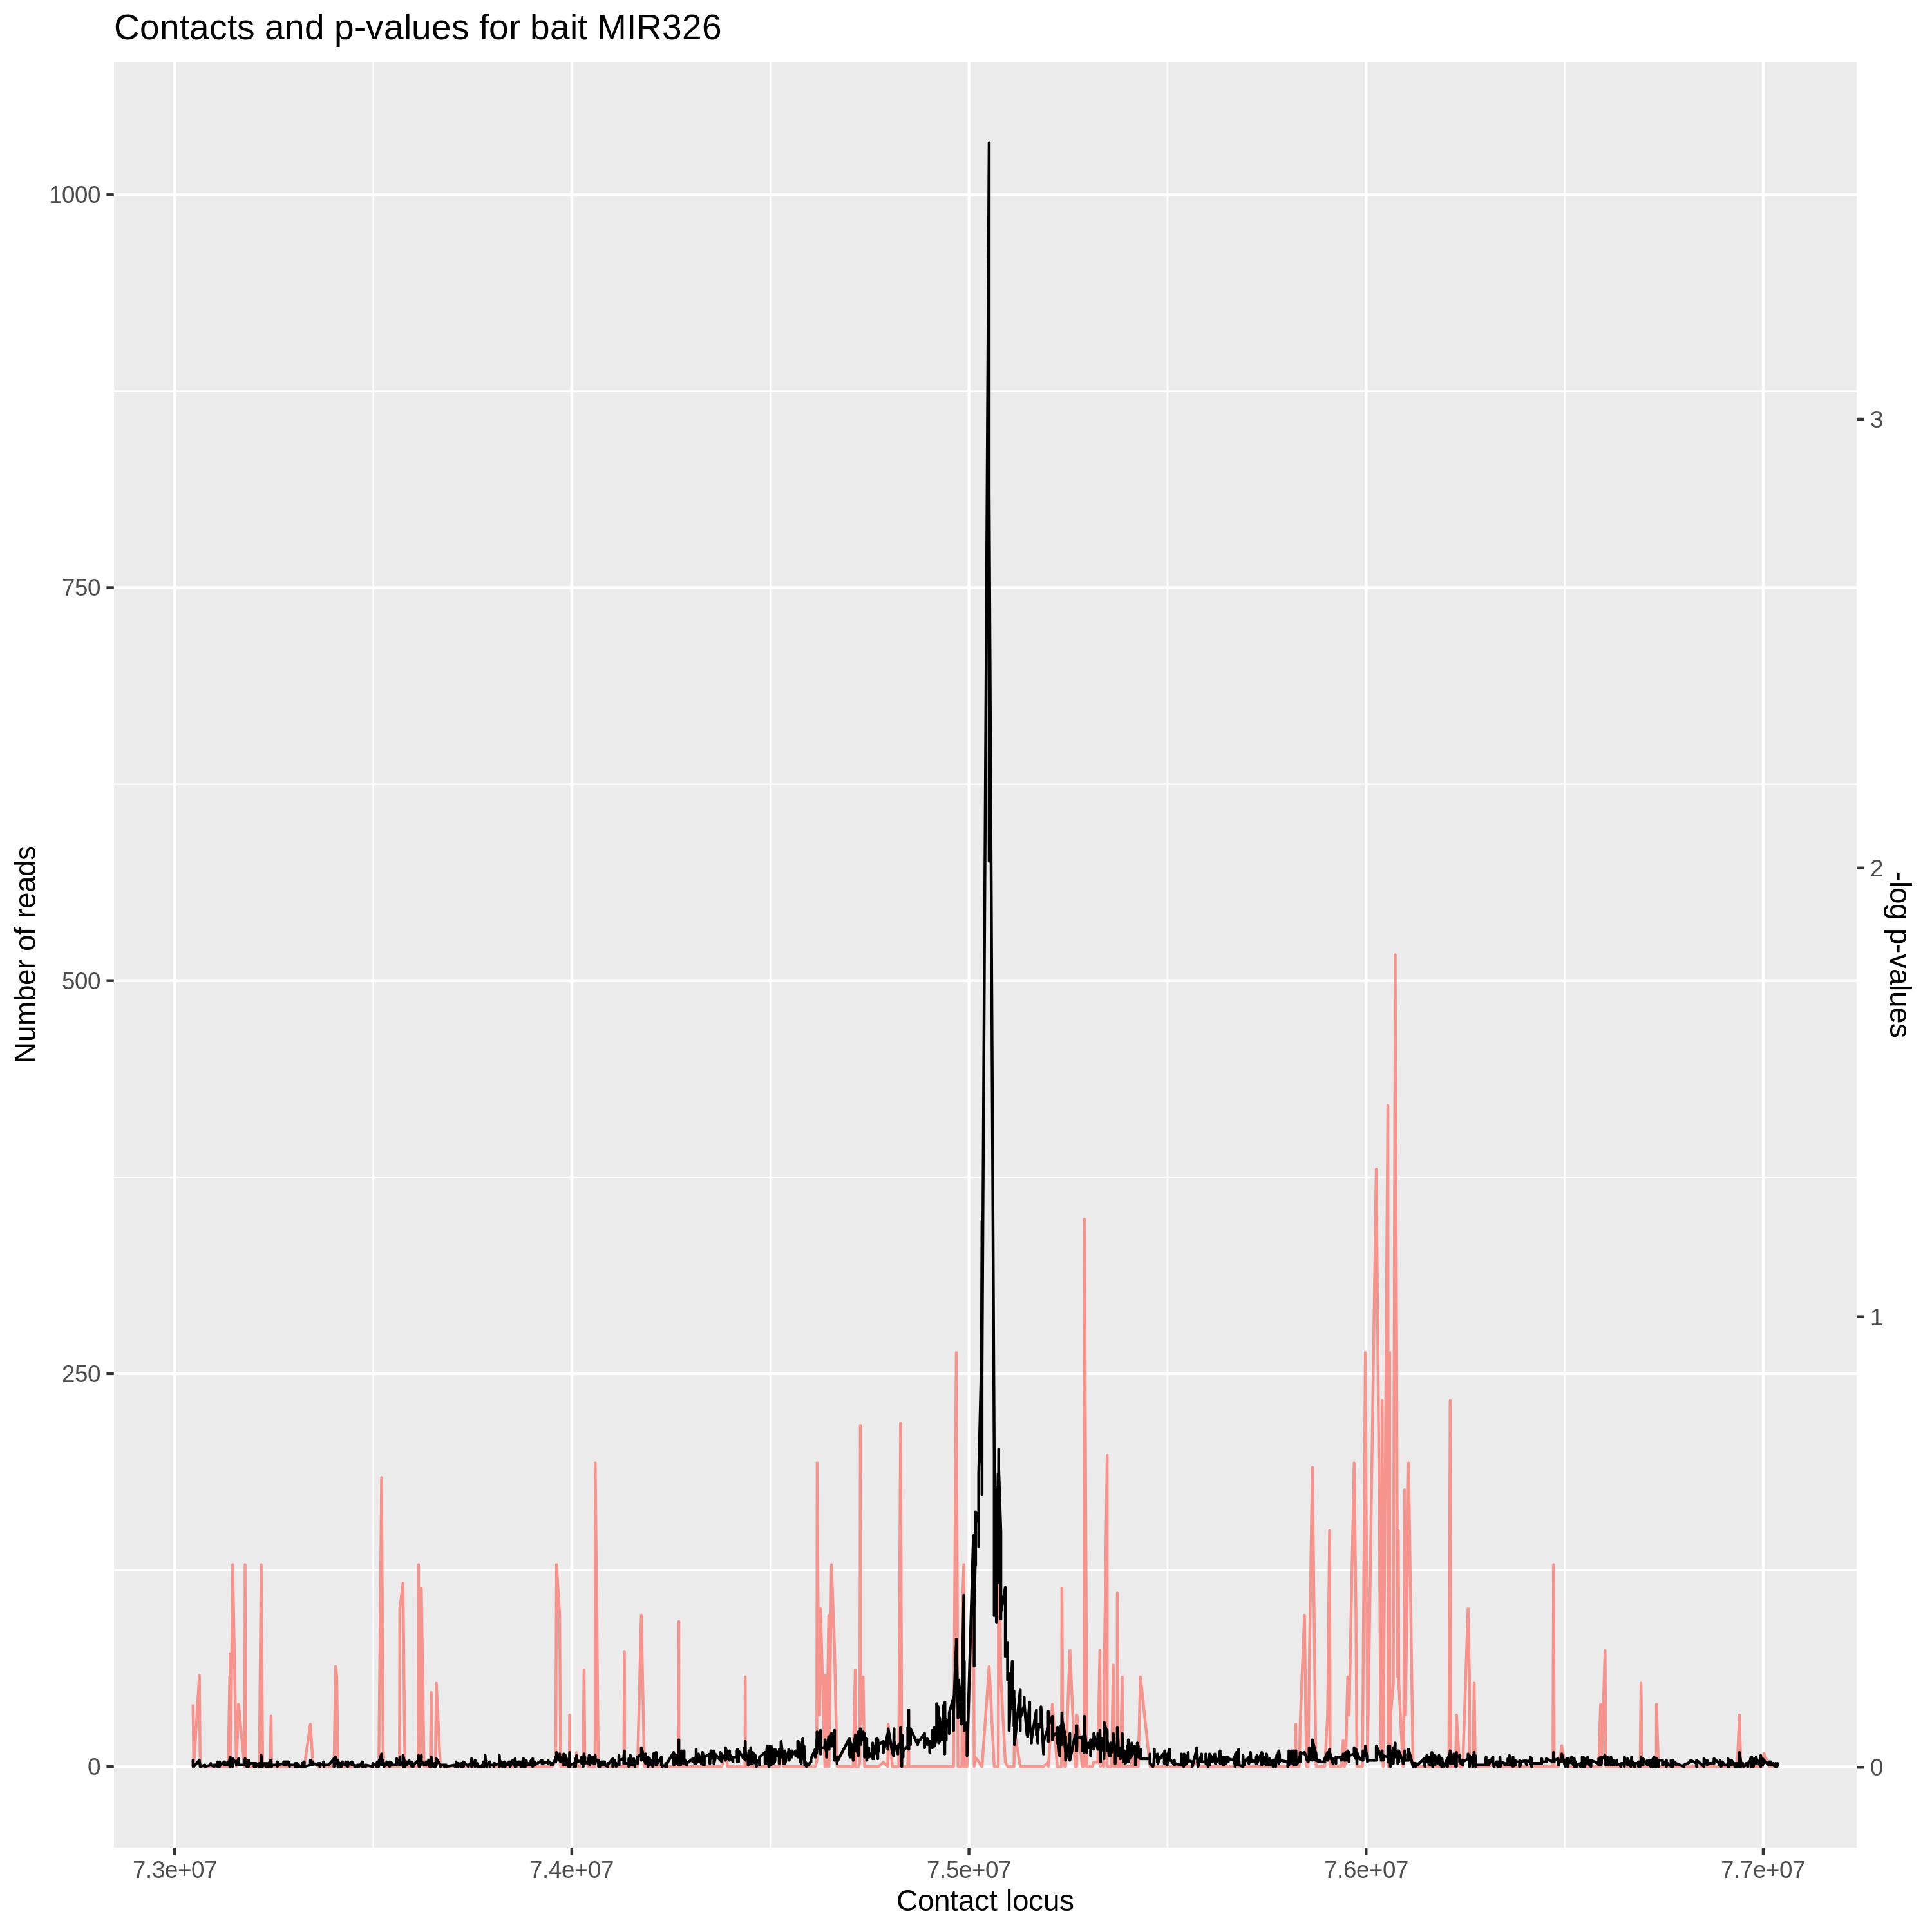 Contacts and p-values for bait MIR326
1000
750
500
250
0
Number of reads
3
2
1
0
-log p-values
7.3e+07
7.4e+07
7.5e+07
7.6e+07
7.7e+07
Contact locus